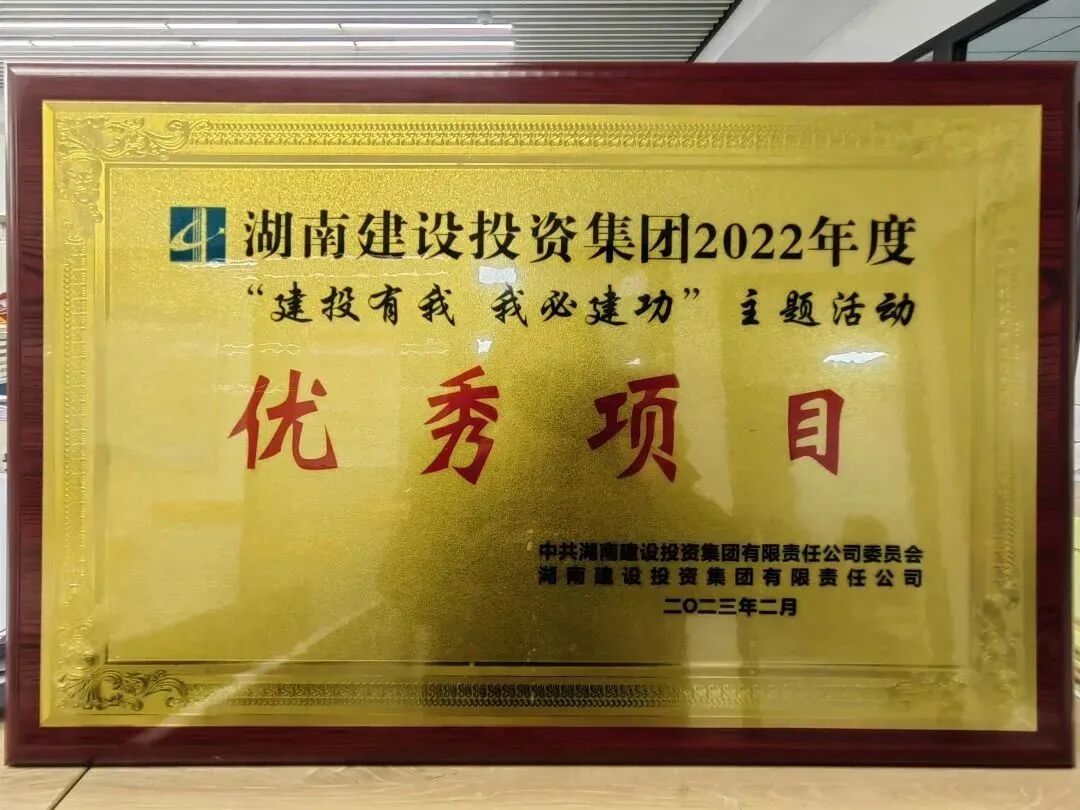 湖南建设投资集团2022年度
“建投有我 我必建功”主题活动
优秀项目
中共湖南建设投资集团有限责任公司委员会
湖南建设投资集团有限责任公司
二〇二三年二月